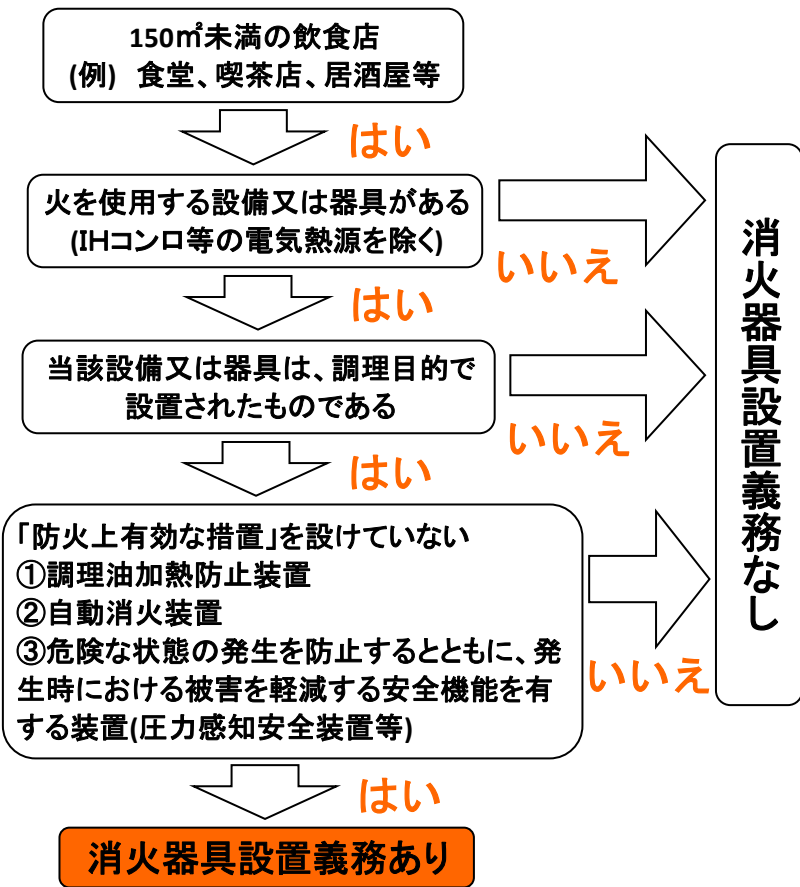 150㎡未満の飲食店
(例) 食堂、喫茶店、居酒屋等
はい
火を使用する設備又は器具がある
(IHコンロ等の電気熱源を除く)
いいえ
はい
当該設備又は器具は、調理目的で
設置されたものである
いいえ
はい
「防火上有効な措置」を設けていない
①調理油加熱防止装置
②自動消火装置
③危険な状態の発生を防止するとともに、発
生時における被害を軽減する安全機能を有
する装置(圧力感知安全装置等)
いいえ
はい
消火器具設置義務あり
消火器具設置義務なし